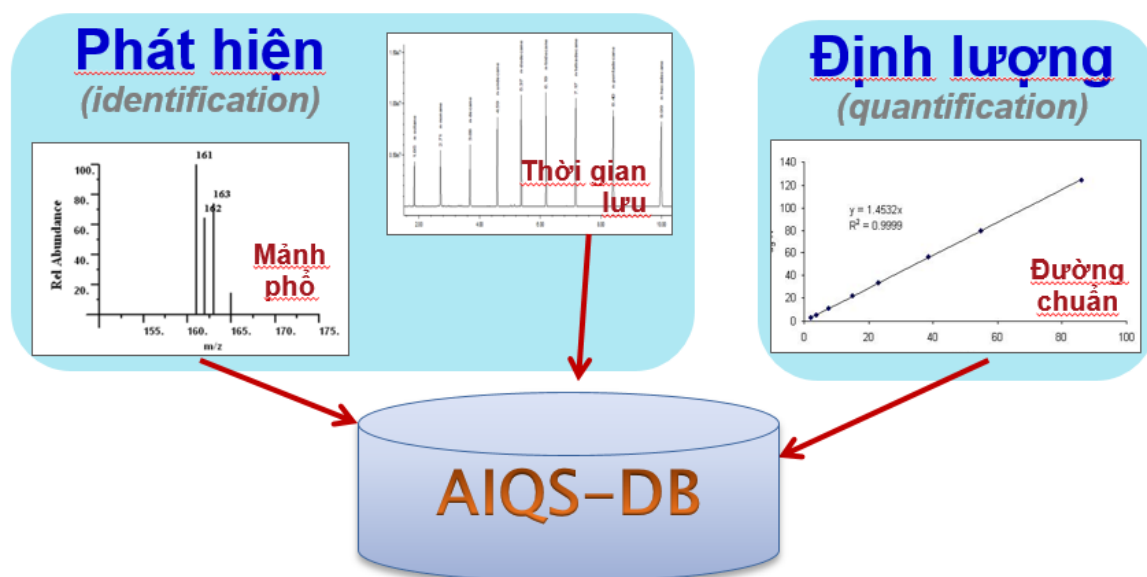 Phát hiện
(identification)
161
163
162
100.
80.
60.
40.
20.
Rel Abundance
155.
160.
165.
170.
175.
m/z
Mảnh
phổ
Thời gian
lưu
Định lượng
(quantification)
140
120
100
80
60
40
20
0
y = 1.4532x
R² = 0.9999
0
20
40
60
80
100
Đường
chuẩn
AIQS-DB